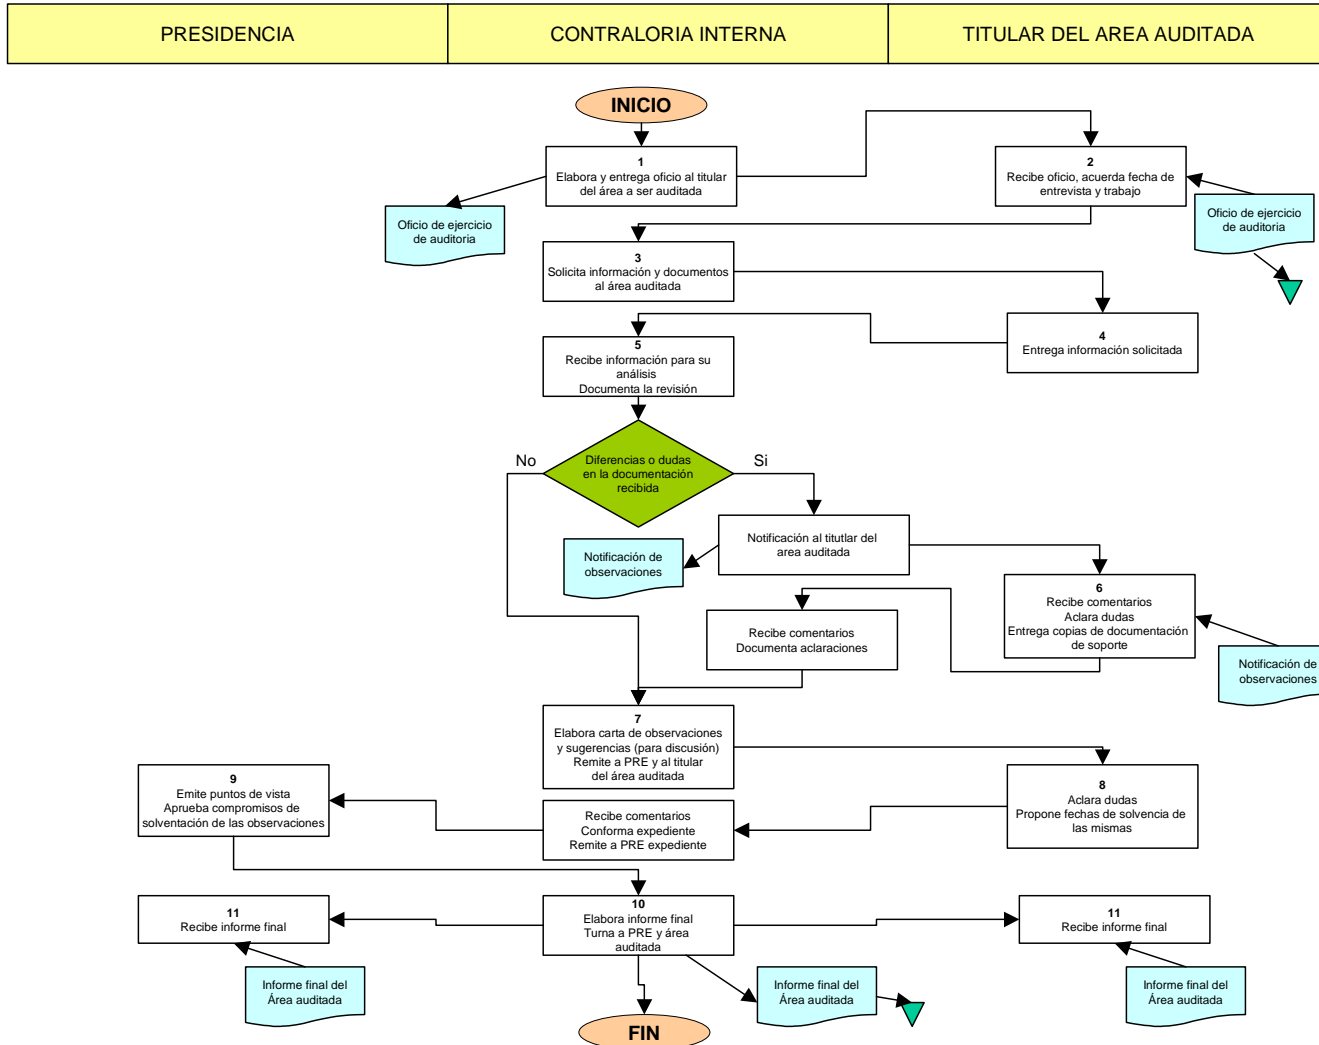 PRESIDENCIA
CONTRALORIA INTERNA
TITULAR DEL AREA AUDITADA
INICIO
1
Elabora y entrega oficio al titular
del área a ser auditada
2
Recibe oficio, acuerda fecha de
entrevista y trabajo
Oficio de ejercicio
de auditoria
Oficio de ejercicio
de auditoria
3
Solicita información y documentos
al área auditada
4
Entrega información solicitada
5
Recibe información para su
análisis
Documenta la revisión
No
Diferencias o dudas
en la documentación
recibida
Si
Notificación al titutlar del
area auditada
Notificación de
observaciones
6
Recibe comentarios
Aclara dudas
Entrega copias de documentación
de soporte
Recibe comentarios
Documenta aclaraciones
Notificación de
observaciones
7
Elabora carta de observaciones
y sugerencias (para discusión)
Remite a PRE y al titular
del área auditada
8
Aclara dudas
Propone fechas de solvencia de
las mismas
9
Emite puntos de vista
Aprueba compromisos de
solventación de las observaciones
Recibe comentarios
Conforma expediente
Remite a PRE expediente
10
Elabora informe final
Turna a PRE y área
auditada
11
Recibe informe final
11
Recibe informe final
Informe final del
Área auditada
Informe final del
Área auditada
Informe final del
Área auditada
FIN